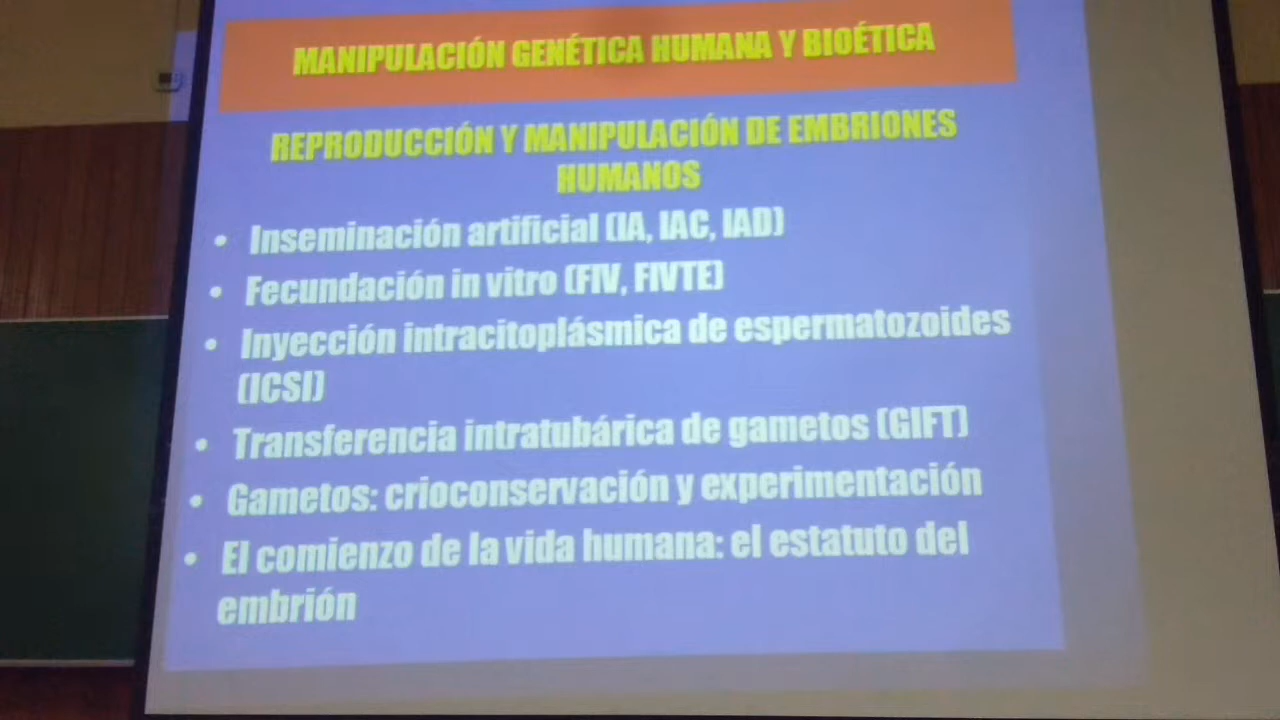 MANIPULACIÓN GENÉTICA HUMANA Y BIOÉTICA
REPRODUCCIÓN Y MANIPULACIÓN DE EMBRIONES
HUMANOS
• Inseminación artificial (IA, IAC, IAD)
• Fecundación in vitro (FIV, FIVTE)
• Inyección intracitoplásmica de espermatozoides
(ICSI)
• Transferencia intratubárica de gametos (GIFT)
• Gametos: crioconservación y experimentación
• El comienzo de la vida humana: el estatuto del
embrión